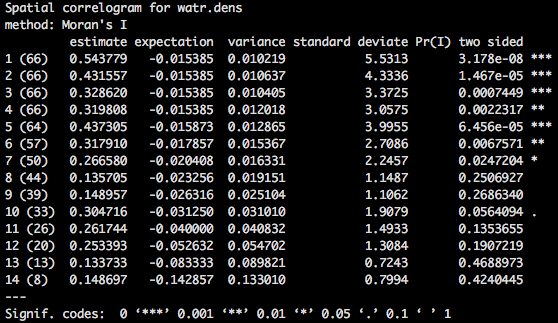 Spatial correlogram for watr.dens
method: Moran's I
estimate expectation variance standard deviate Pr(I) two sided
1 (66) 0.543779 -0.015385 0.010219 5.5313 3.178e-08 ***
2 (66) 0.431557 -0.015385 0.010637 4.3336 1.467e-05 ***
3 (66) 0.328620 -0.015385 0.010405 3.3725 0.0007449 ***
4 (66) 0.319808 -0.015385 0.012018 3.0575 0.0022317 **
5 (64) 0.437305 -0.015873 0.012865 3.9955 6.456e-05 ***
6 (57) 0.317910 -0.017857 0.015367 2.7086 0.0067571 **
7 (50) 0.266580 -0.020408 0.016331 2.2457 0.0247204 *
8 (44) 0.135705 -0.023256 0.019151 1.1487 0.2506927
9 (39) 0.148957 -0.026316 0.025104 1.1062 0.2686340
10 (33) 0.304716 -0.031250 0.031010 1.9079 0.0564094 .
11 (26) 0.261744 -0.040000 0.040832 1.4933 0.1353655
12 (20) 0.253393 -0.052632 0.054702 1.3084 0.1907219
13 (13) 0.133733 -0.083333 0.089821 0.7243 0.4688973
14 (8) 0.148697 -0.142857 0.133010 0.7994 0.4240445
---
Signif. codes: 0 ‘***’ 0.001 ‘**’ 0.01 ‘*’ 0.05 ‘.’ 0.1 ‘ ’ 1